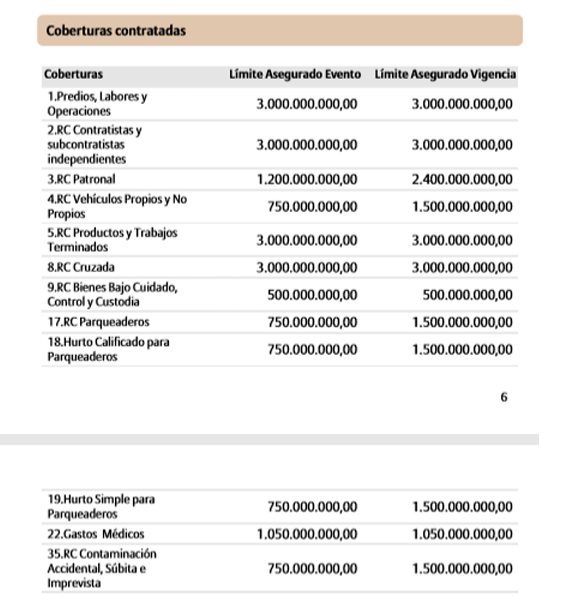 Coberturas contratadas
Coberturas Límite Asegurado Evento Límite Asegurado Vigencia
1.Predios, Labores y
Operaciones 3.000.000.000,00 3.000.000.000,00
2.RC Contratistas y
subcontratistas
independientes 3.000.000.000,00 3.000.000.000,00
3.RC Patronal 1.200.000.000,00 2.400.000.000,00
4.RC Vehículos Propios y No
Propios 750.000.000,00 1.500.000.000,00
5.RC Productos y Trabajos
Terminados 3.000.000.000,00 3.000.000.000,00
8.RC Cruzada 3.000.000.000,00 3.000.000.000,00
9.RC Bienes Bajo Cuidado,
Control y Custodia 500.000.000,00 500.000.000,00
17.RC Parqueaderos 750.000.000,00 1.500.000.000,00
18.Hurto Calificado para
Parqueaderos 750.000.000,00 1.500.000.000,00
6
19.Hurto Simple para
Parqueaderos 750.000.000,00 1.500.000.000,00
22.Gastos Médicos 1.050.000.000,00 1.050.000.000,00
35.RC Contaminación
Accidental, Súbita e
Imprevista 750.000.000,00 1.500.000.000,00